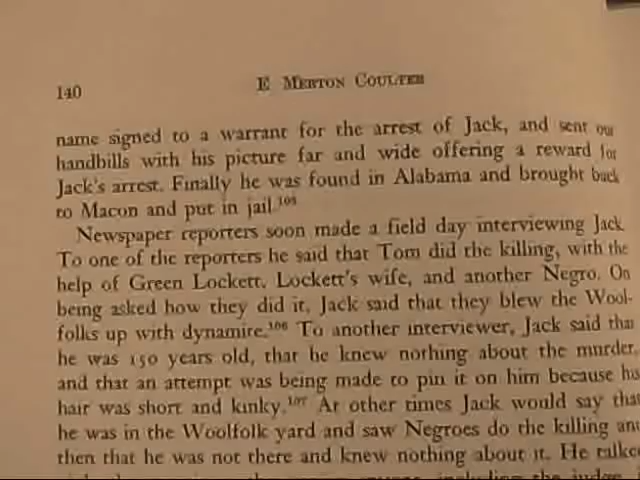 140 E MERTON COULTER
name signed to a warrant for the arrest of Jack, and sent out
handbills with his picture far and wide offering a reward for
Jack's arrest. Finally he was found in Alabama and brought back
to Macon and put in jail.
Newspaper reporters soon made a field day interviewing Jack
To one of the reporters he said that Tom did the killing, with the
help of Green Lockett, Lockett's wife, and another Negro. On
being asked how they did it, Jack said that they blew the Wool-
folks up with dynamite.106 To another interviewer, Jack said that
he was 150 years old, that he knew nothing about the murder,
and that an attempt was being made to pin it on him because his
hair was short and kinky.107 At other times Jack would say that
he was in the Woolfolk yard and saw Negroes do the killing and
then that he was not there and knew nothing about it. He talked
including the judge